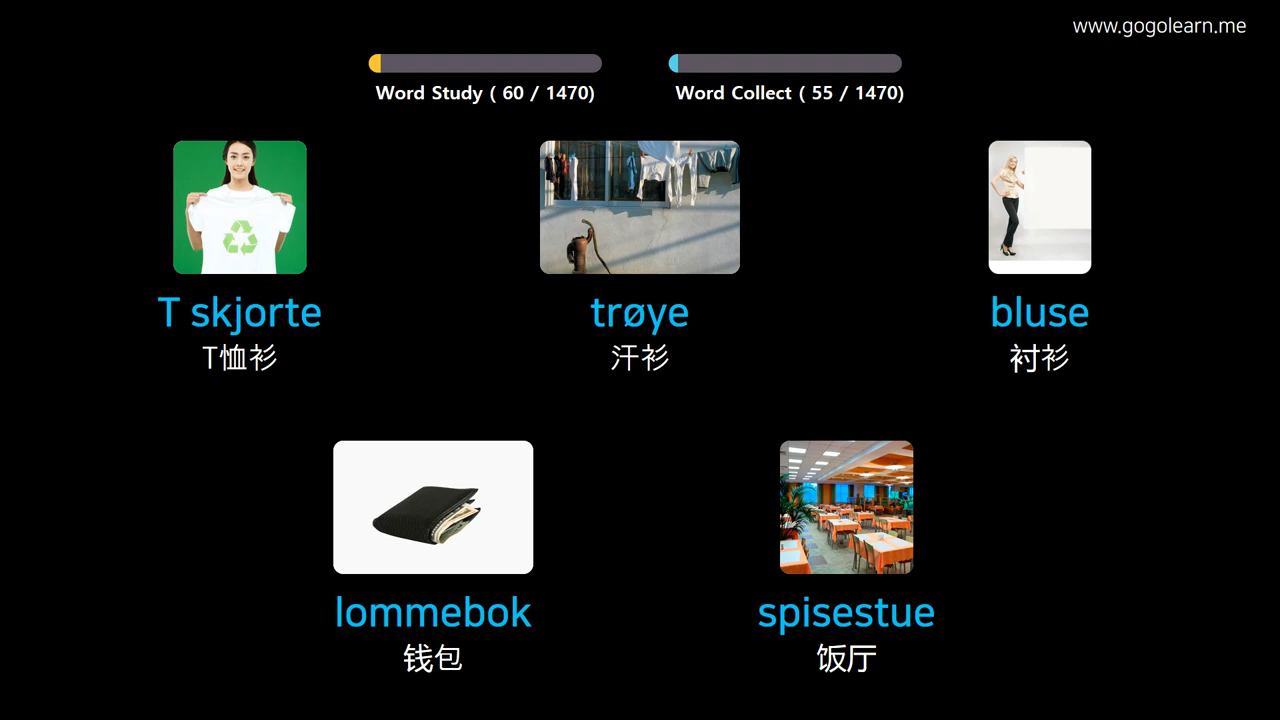 www.gogolearn.me
Word Study ( 60 / 1470)
Word Collect ( 55 / 1470)
T skjorte
T恤衫
trøye
汗衫
bluse
衬衫
lommebok
钱包
spisestue
饭厅